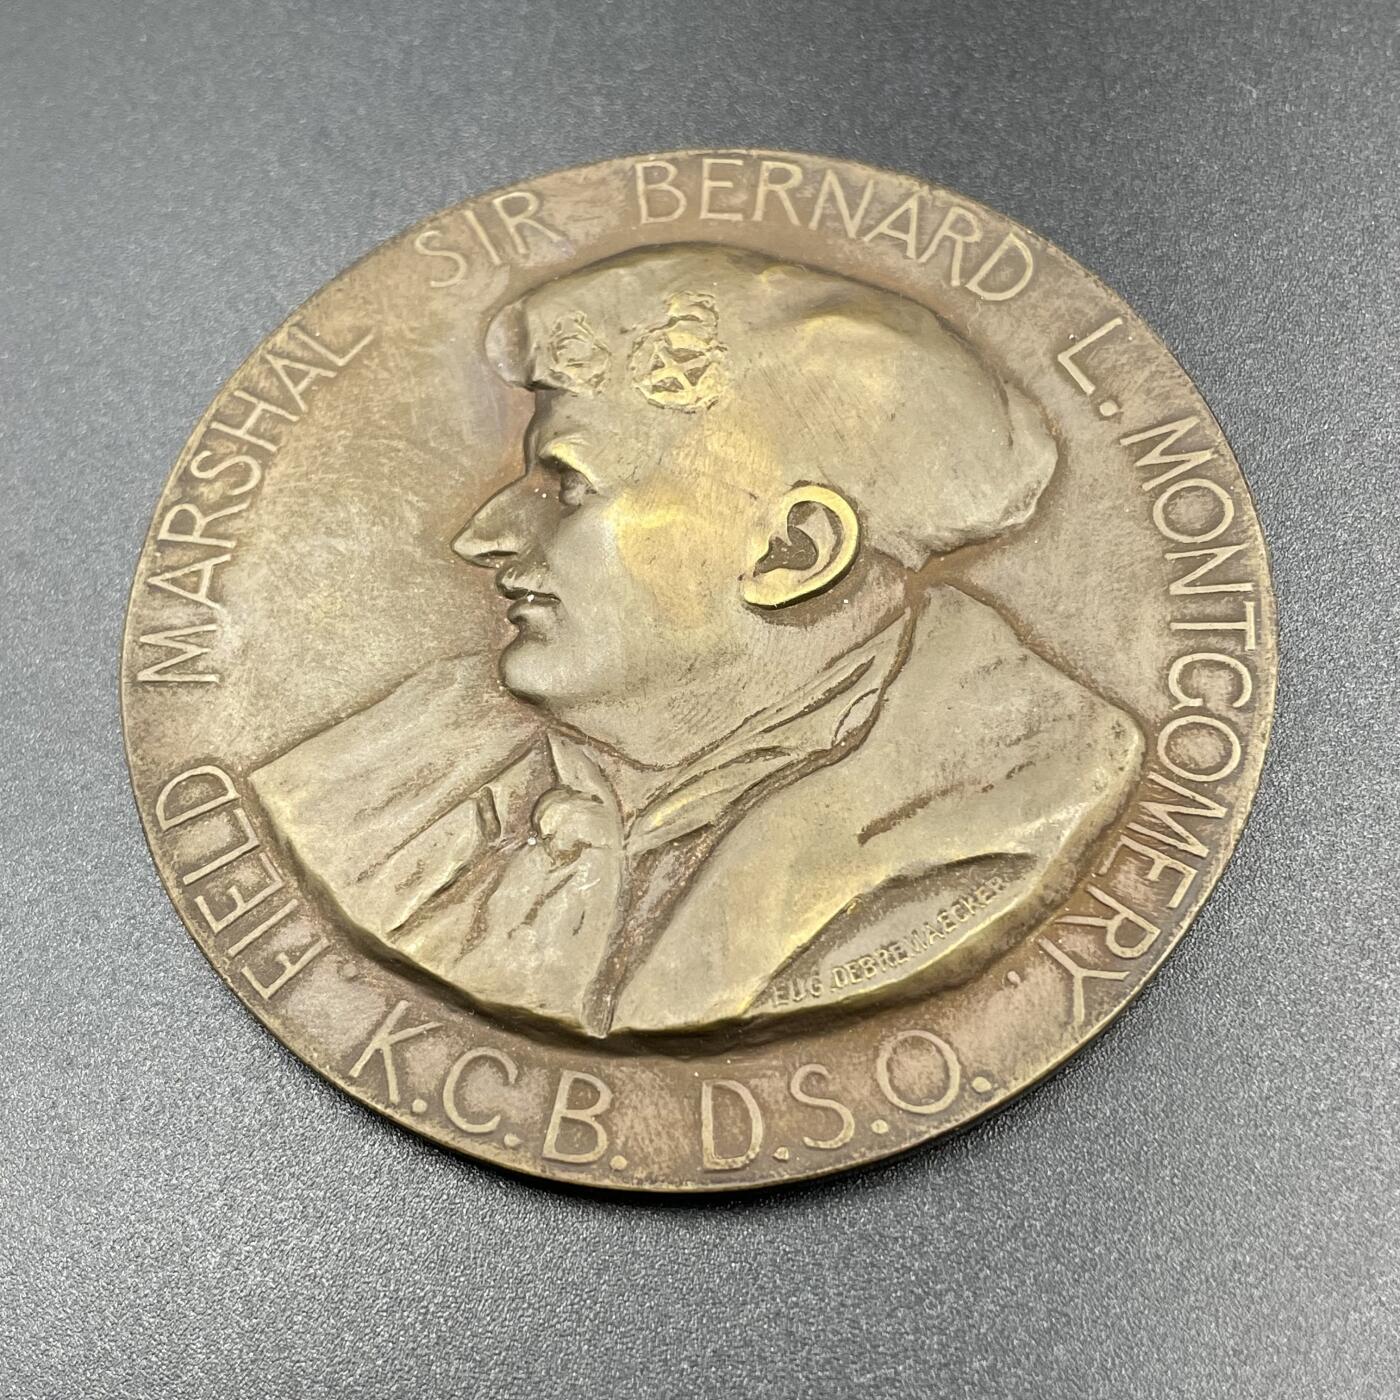 FIELD MARSHAL SIR BERNARD L. MONTGOMERY,
K.C.B. D.S.O.
EUG. DEBREMAECKER